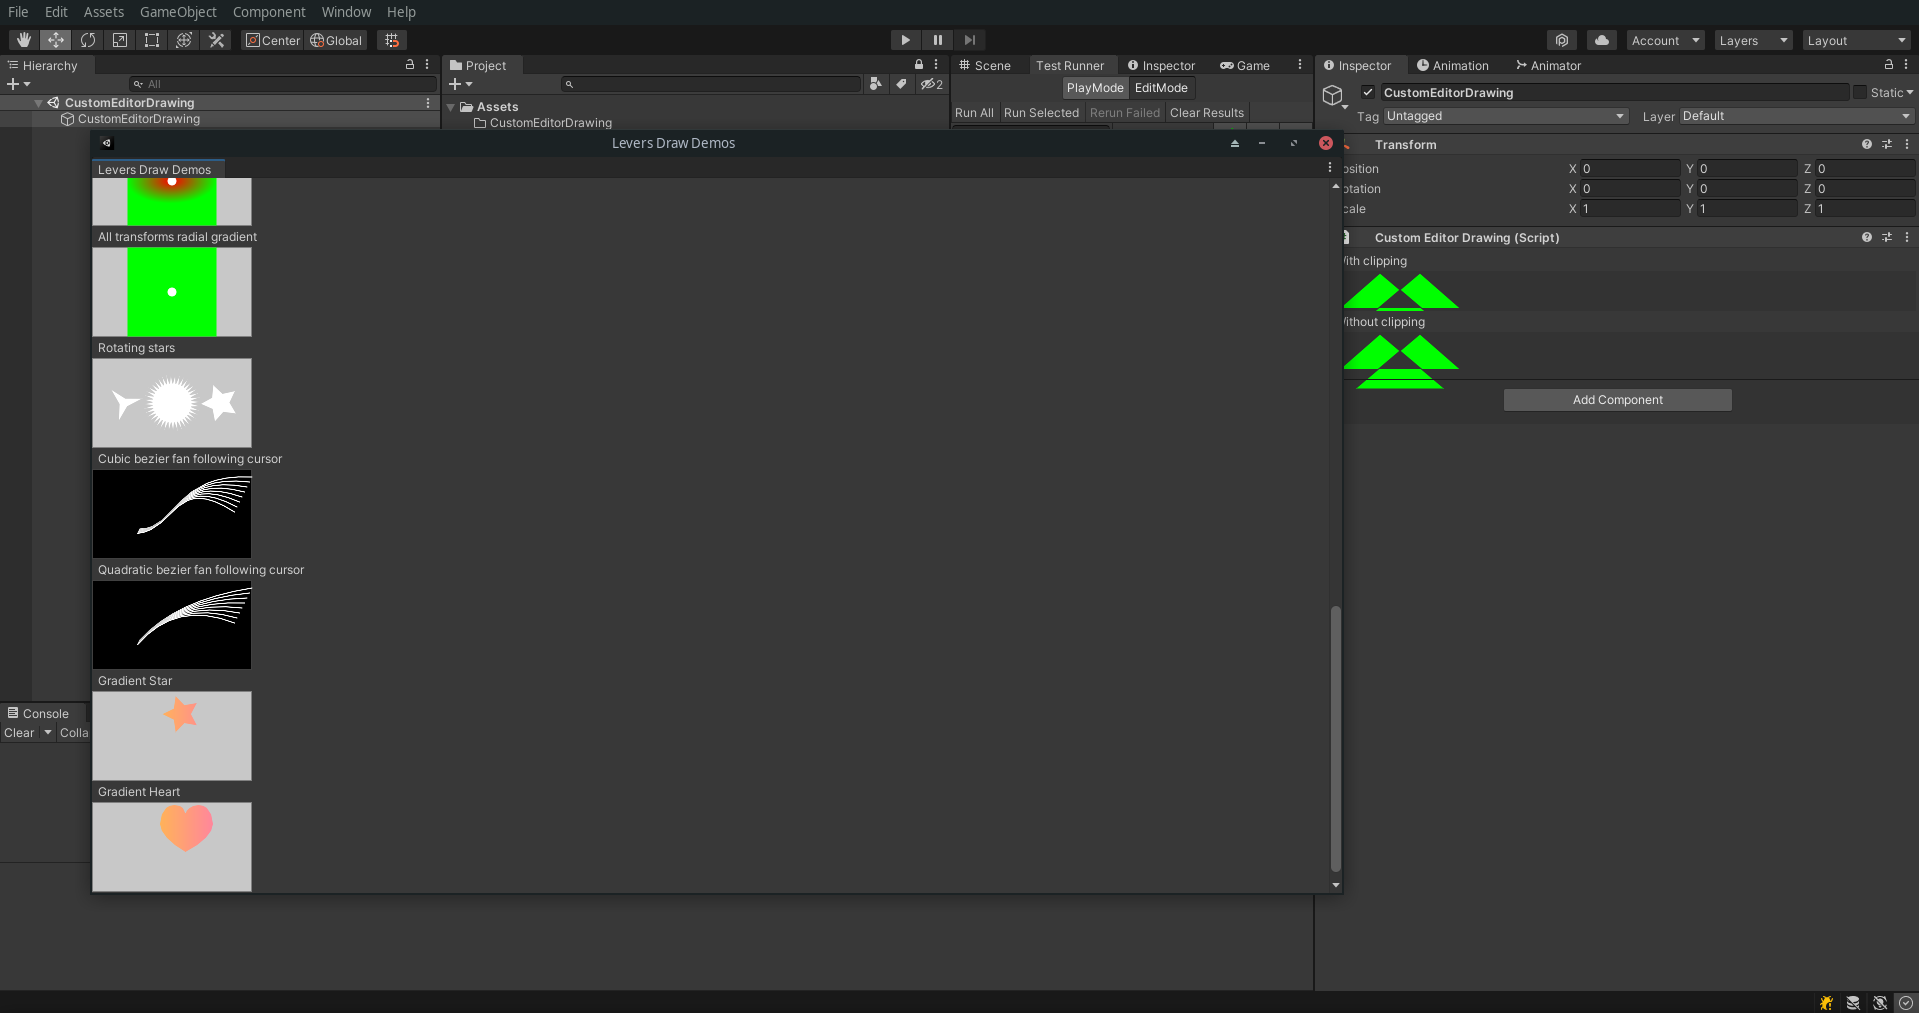 File Edit Assets GameObject Component Window Help
Center Global Account Layers Layout
Hierarchy
All
CustomEditorDrawing
CustomEditorDrawing
Project
2
Assets
CustomEditorDrawing
Scene Test Runner Inspector Game
PlayMode EditMode
Run All Run Selected Rerun Failed Clear Results
Levers Draw Demos
Levers Draw Demos
All transforms radial gradient
Rotating stars
Cubic bezier fan following cursor
Quadratic bezier fan following cursor
Gradient Star
Gradient Heart
Console
Clear Colla
Inspector Animation Animator
CustomEditorDrawing Static
Tag Untagged Layer Default
Transform
osition X 0 Y 0 Z 0
otation X 0 Y 0 Z 0
cale X 1 Y 1 Z 1
Custom Editor Drawing (Script)
ith clipping
ithout clipping
Add Component